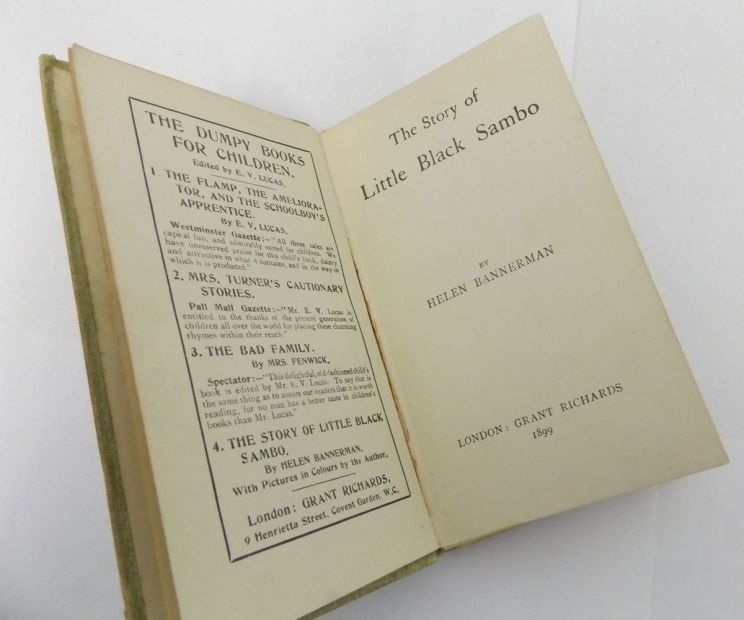 THE DUMPY BOOKS
FOR CHILDREN.
Edited by E. V. LUCAS.
1 THE FLAMP, THE AMELIORA-
TOR, AND THE SCHOOLBOY'S
APPRENTICE.
By E. V. LUCAS.
Westminster Gazette:—"All three tales are
capital fun, and admirably suited for children. We
have unreserved praise for this child's book, dainty
and attractive in what it contains, and in the way in
which it is produced."
2. MRS. TURNER'S CAUTIONARY
STORIES.
Pall Mall Gazette:—"Mr. E. V. Lucas is
entitled to the thanks of the present generation of
children all over the world for placing these charming
rhymes within their reach."
3. THE BAD FAMILY.
By MRS. FENWICK.
Spectator:—"This delightful, old-fashioned child's
book is edited by Mr. E. V. Lucas. To say that is
the same thing as to assure our readers that it is worth
reading, for no man has a better taste in children's
books than Mr. Lucas."
4. THE STORY OF LITTLE BLACK
SAMBO.
By HELEN BANNERMAN.
With Pictures in Colours by the Author.
London: GRANT RICHARDS,
9 Henrietta Street, Covent Garden, W.C.
The Story of
Little Black Sambo
BY
HELEN BANNERMAN
LONDON: GRANT RICHARDS
1899